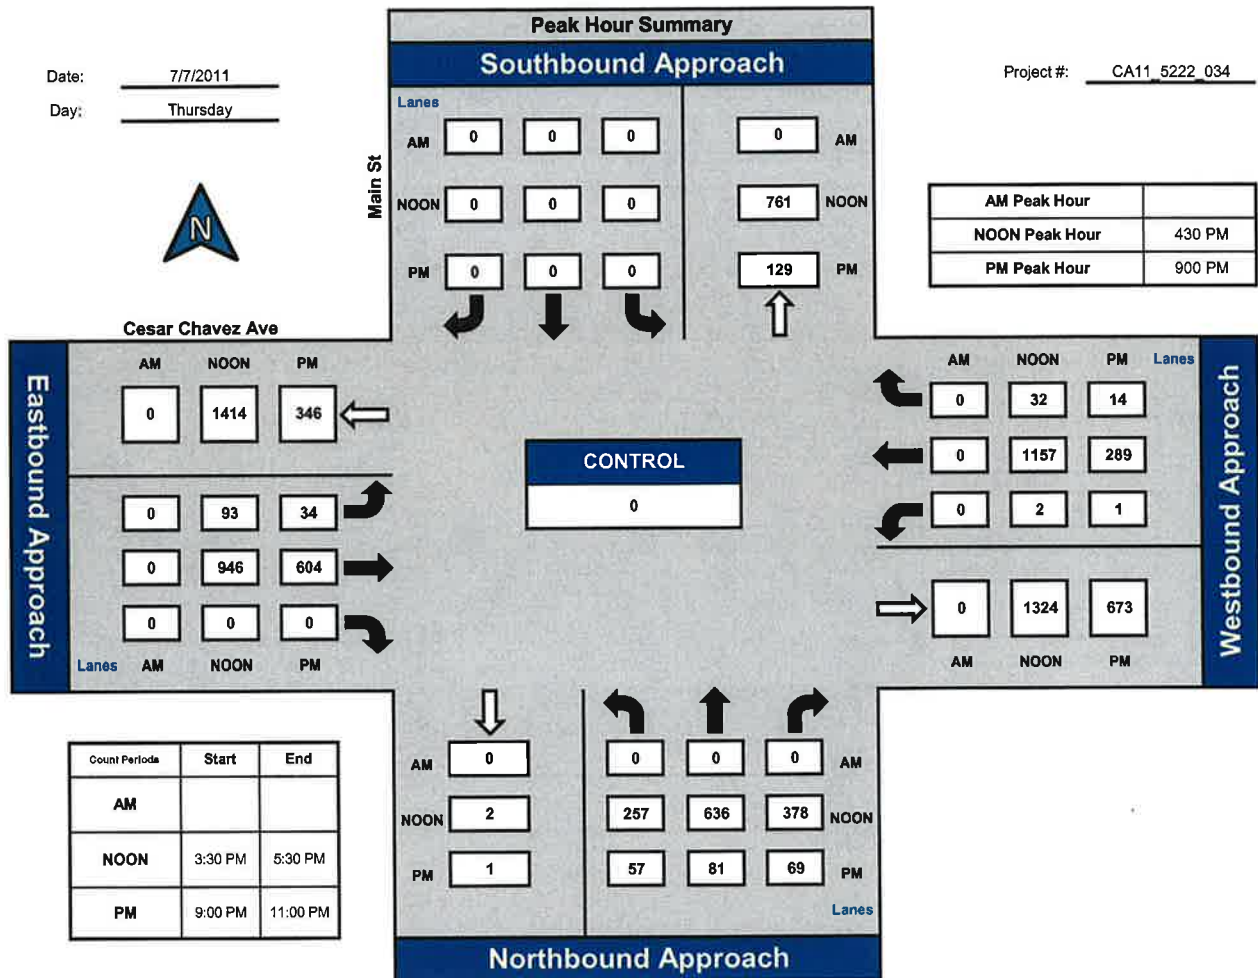 Peak Hour Summary
Southbound Approach
Date: 7/7/2011
Day: Thursday
Project #: CA11_5222_034
N
Main St
Lanes
AM 0 0 0 0 AM
NOON 0 0 0 761 NOON
PM 0 0 0 129 PM
AM Peak Hour
NOON Peak Hour 430 PM
PM Peak Hour 900 PM
Cesar Chavez Ave
Eastbound Approach
AM NOON PM
0 1414 346
0 93 34
0 946 604
0 0 0
Lanes AM NOON PM
CONTROL
0
AM NOON PM Lanes
0 32 14
0 1157 289
0 2 1
0 1324 673
AM NOON PM
Westbound Approach
Count Periods Start End
AM
NOON 3:30 PM 5:30 PM
PM 9:00 PM 11:00 PM
AM 0 0 0 0 AM
NOON 2 257 636 378 NOON
PM 1 57 81 69 PM
Lanes
Northbound Approach